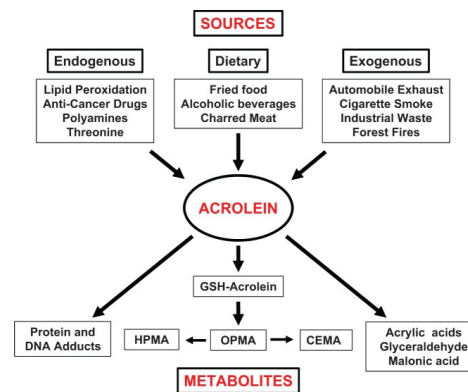 SOURCES
Endogenous
Dietary
Exogenous
Lipid Peroxidation
Anti-Cancer Drugs
Polyamines
Threonine
Fried food
Alcoholic beverages
Charred Meat
Automobile Exhaust
Cigarette Smoke
Industrial Waste
Forest Fires
ACROLEIN
GSH-Acrolein
Protein and
DNA Adducts
HPMA
OPMA
CEMA
Acrylic acids
Glyceraldehyde
Malonic acid
METABOLITES